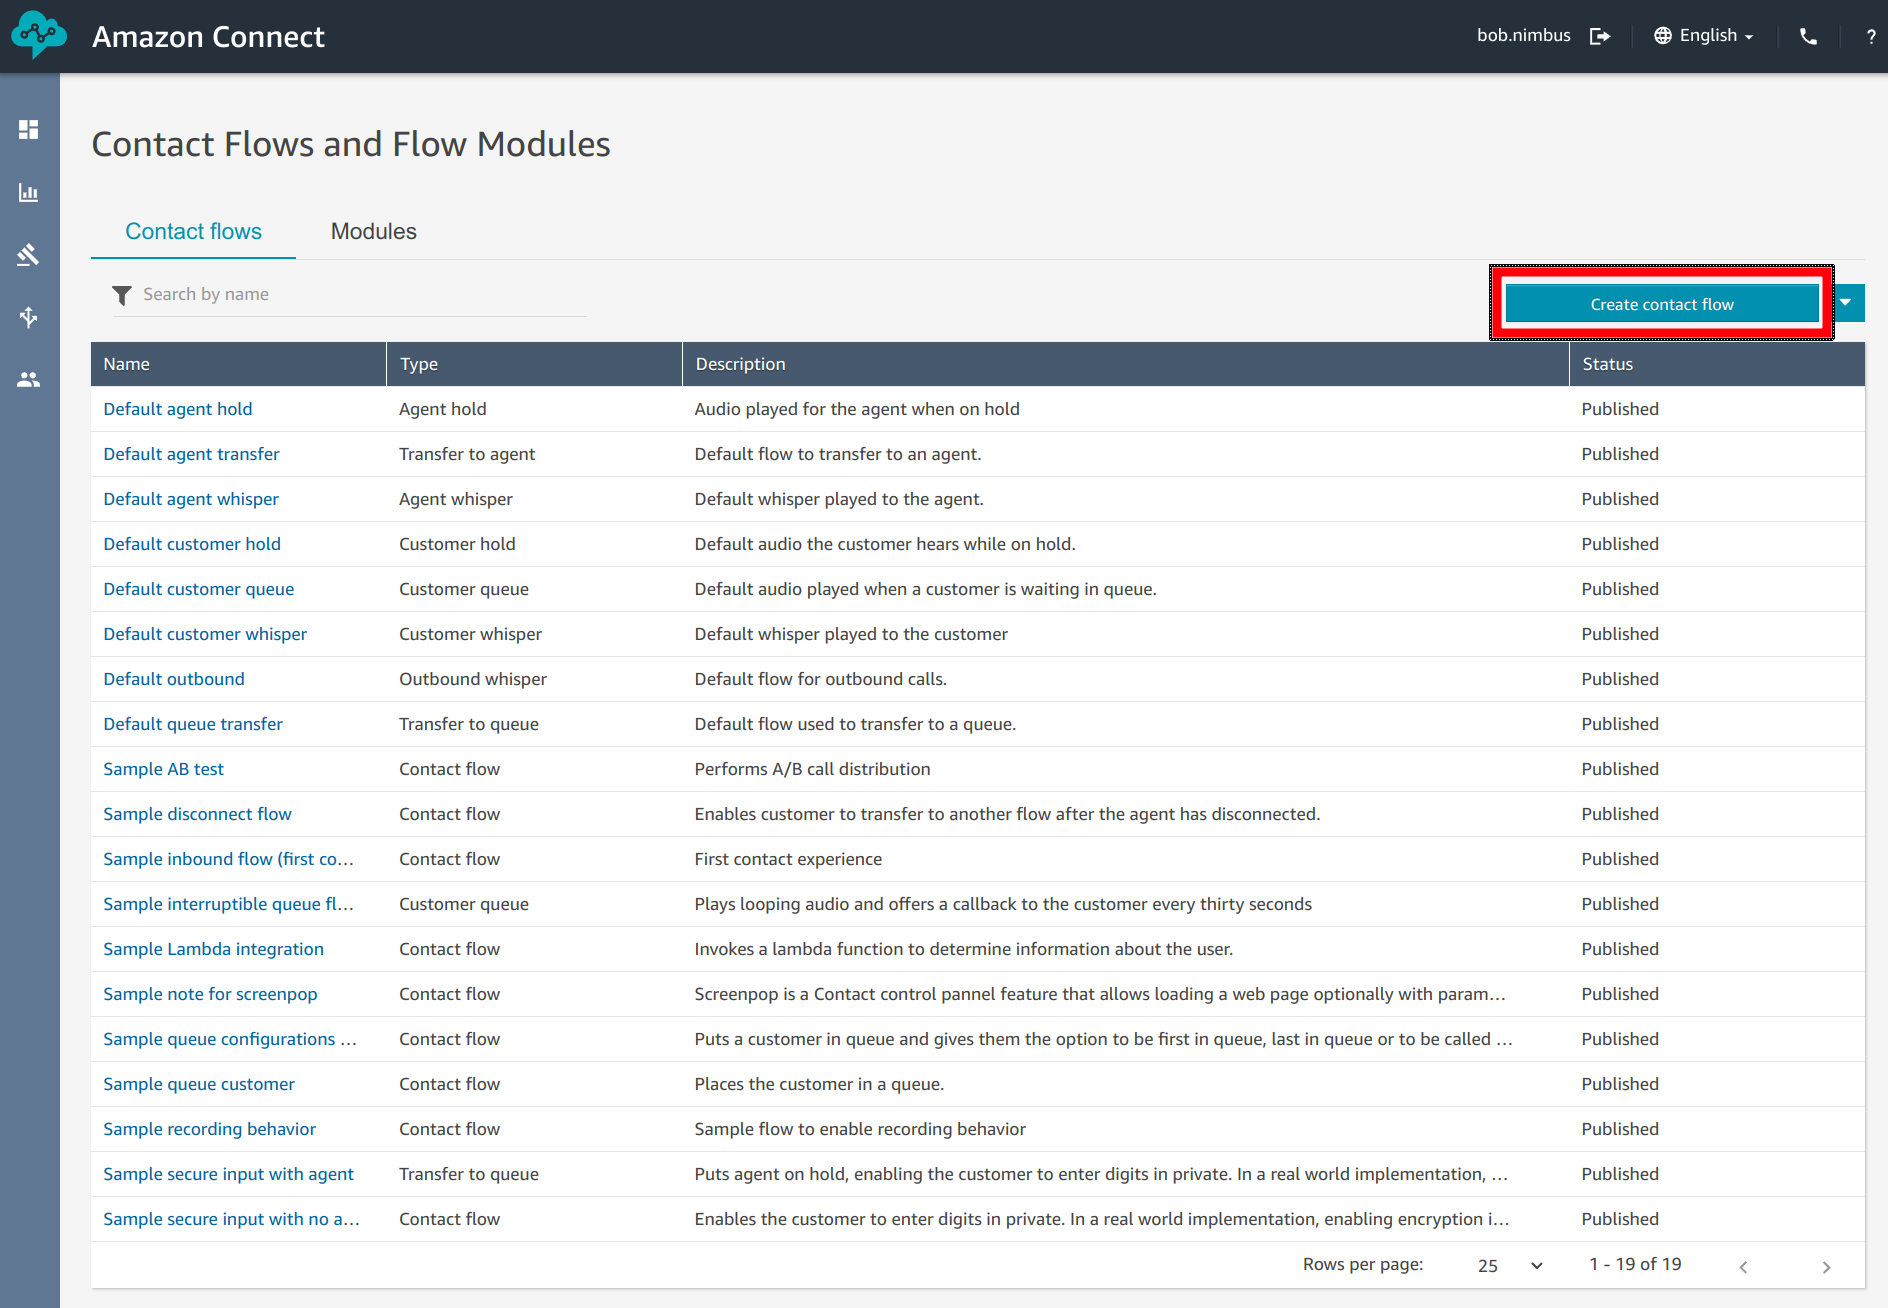 Amazon Connect
bob.nimbus
English
?
Contact Flows and Flow Modules
Contact flows
Modules
Search by name
Create contact flow
Name Type Description Status
Default agent hold Agent hold Audio played for the agent when on hold Published
Default agent transfer Transfer to agent Default flow to transfer to an agent. Published
Default agent whisper Agent whisper Default whisper played to the agent. Published
Default customer hold Customer hold Default audio the customer hears while on hold. Published
Default customer queue Customer queue Default audio played when a customer is waiting in queue. Published
Default customer whisper Customer whisper Default whisper played to the customer Published
Default outbound Outbound whisper Default flow for outbound calls. Published
Default queue transfer Transfer to queue Default flow used to transfer to a queue. Published
Sample AB test Contact flow Performs A/B call distribution Published
Sample disconnect flow Contact flow Enables customer to transfer to another flow after the agent has disconnected. Published
Sample inbound flow (first co... Contact flow First contact experience Published
Sample interruptible queue fl... Customer queue Plays looping audio and offers a callback to the customer every thirty seconds Published
Sample Lambda integration Contact flow Invokes a lambda function to determine information about the user. Published
Sample note for screenpop Contact flow Screenpop is a Contact control pannel feature that allows loading a web page optionally with param... Published
Sample queue configurations ... Contact flow Puts a customer in queue and gives them the option to be first in queue, last in queue or to be called ... Published
Sample queue customer Contact flow Places the customer in a queue. Published
Sample recording behavior Contact flow Sample flow to enable recording behavior Published
Sample secure input with agent Transfer to queue Puts agent on hold, enabling the customer to enter digits in private. In a real world implementation, ... Published
Sample secure input with no a... Contact flow Enables the customer to enter digits in private. In a real world implementation, enabling encryption i... Published
Rows per page: 25 1 - 19 of 19